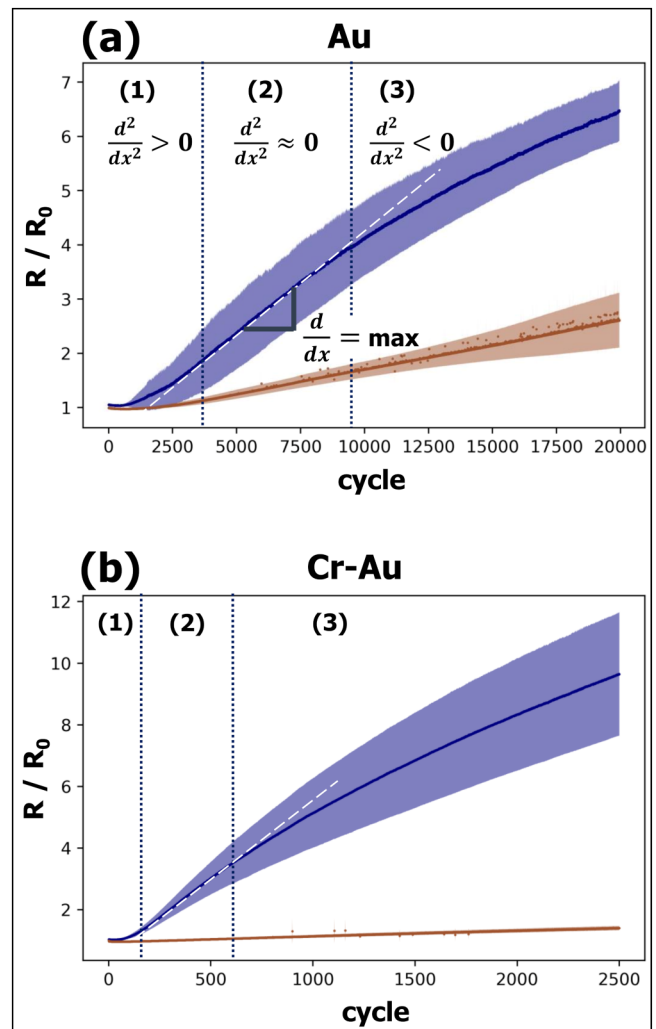 (a) Au
(1) (2) (3)
d²/dx² > 0 d²/dx² ≈ 0 d²/dx² < 0
d/dx = max
R / R₀
7
6
5
4
3
2
1
0 2500 5000 7500 10000 12500 15000 17500 20000
cycle
(b) Cr-Au
(1) (2) (3)
R / R₀
12
10
8
6
4
2
0 500 1000 1500 2000 2500
cycle